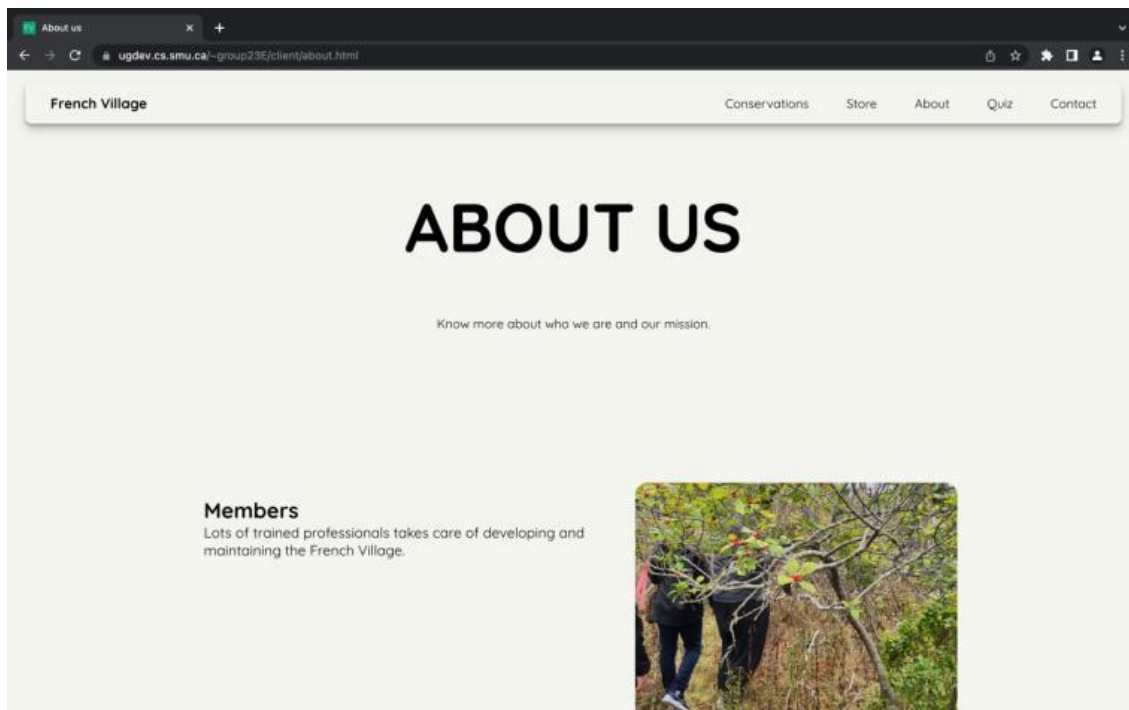 About us
ugdev.cs.smu.ca/~group23E/client/about.html
French Village
Conservations Store About Quiz Contact
ABOUT US
Know more about who we are and our mission.
Members
Lots of trained professionals takes care of developing and
maintaining the French Village.